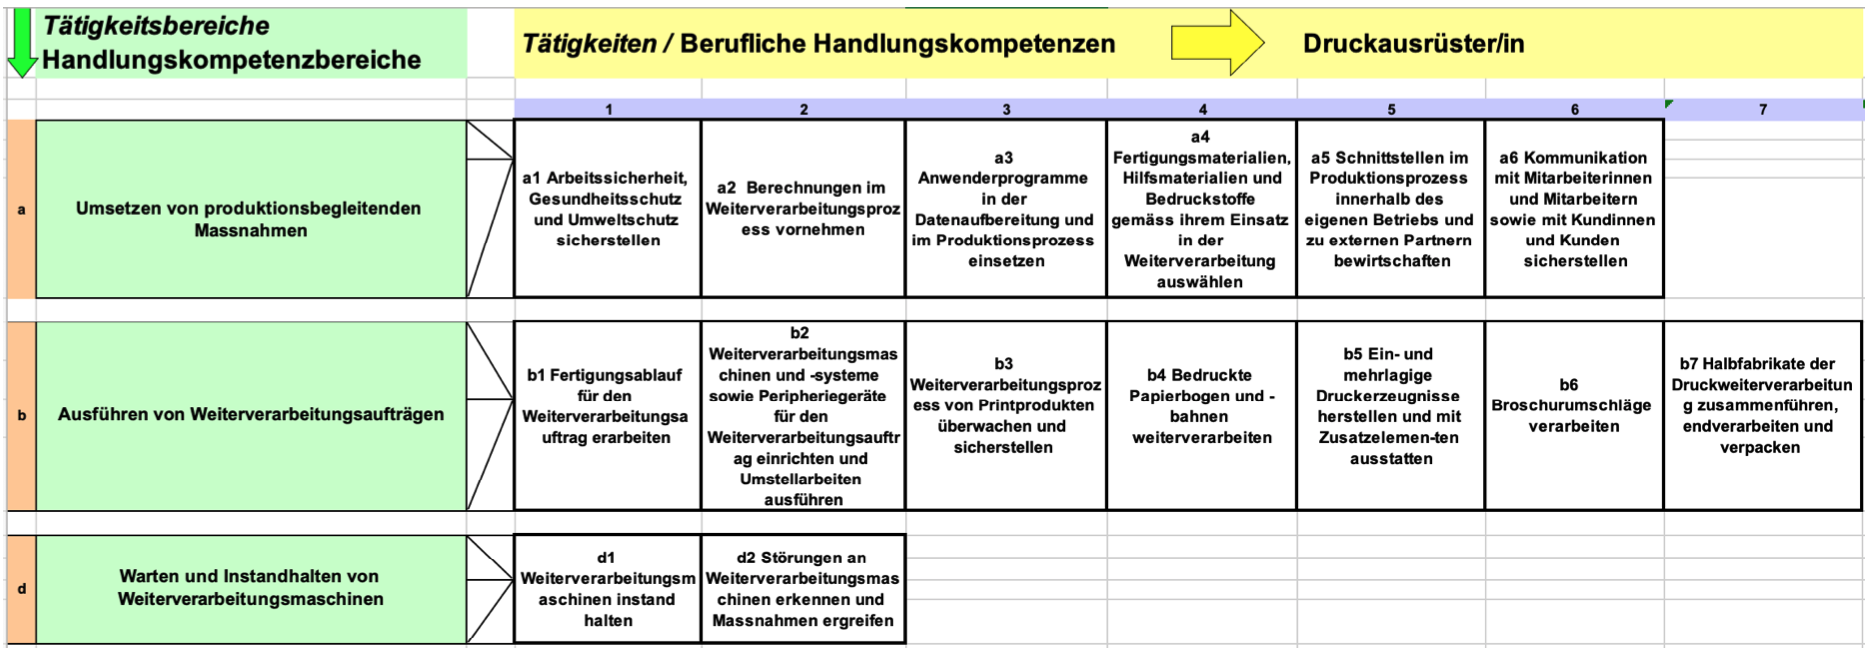 Tätigkeitsbereiche
Handlungskompetenzbereiche
Tätigkeiten / Berufliche Handlungskompetenzen
Druckausrüster/in
1
2
3
4
5
6
7
a
Umsetzen von produktionsbegleitenden
Massnahmen
a1 Arbeitssicherheit,
Gesundheitsschutz
und Umweltschutz
sicherstellen
a2 Berechnungen im
Weiterverarbeitungsproz
ess vornehmen
a3
Anwenderprogramme
in der
Datenaufbereitung und
im Produktionsprozess
einsetzen
a4
Fertigungsmaterialien,
Hilfsmaterialien und
Bedruckstoffe
gemäss ihrem Einsatz
in der
Weiterverarbeitung
auswählen
a5 Schnittstellen im
Produktionsprozess
innerhalb des
eigenen Betriebs und
zu externen Partnern
bewirtschaften
a6 Kommunikation
mit Mitarbeiterinnen
und Mitarbeitern
sowie mit Kundinnen
und Kunden
sicherstellen
b
Ausführen von Weiterverarbeitungsaufträgen
b1 Fertigungsablauf
für den
Weiterverarbeitungsa
uftrag erarbeiten
b2
Weiterverarbeitungsmas
chinen und -systeme
sowie Peripheriegeräte
für den
Weiterverarbeitungsauftr
ag einrichten und
Umstellarbeiten
ausführen
b3
Weiterverarbeitungsproz
ess von Printprodukten
überwachen und
sicherstellen
b4 Bedruckte
Papierbogen und -
bahnen
weiterverarbeiten
b5 Ein- und
mehrlagige
Druckerzeugnisse
herstellen und mit
Zusatzelemen-ten
ausstatten
b6
Broschurumschläge
verarbeiten
b7 Halbfabrikate der
Druckweiterverarbeitun
g zusammenführen,
endverarbeiten und
verpacken
d
Warten und Instandhalten von
Weiterverarbeitungsmaschinen
d1
Weiterverarbeitungsm
aschinen instand
halten
d2 Störungen an
Weiterverarbeitungsmas
chinen erkennen und
Massnahmen ergreifen